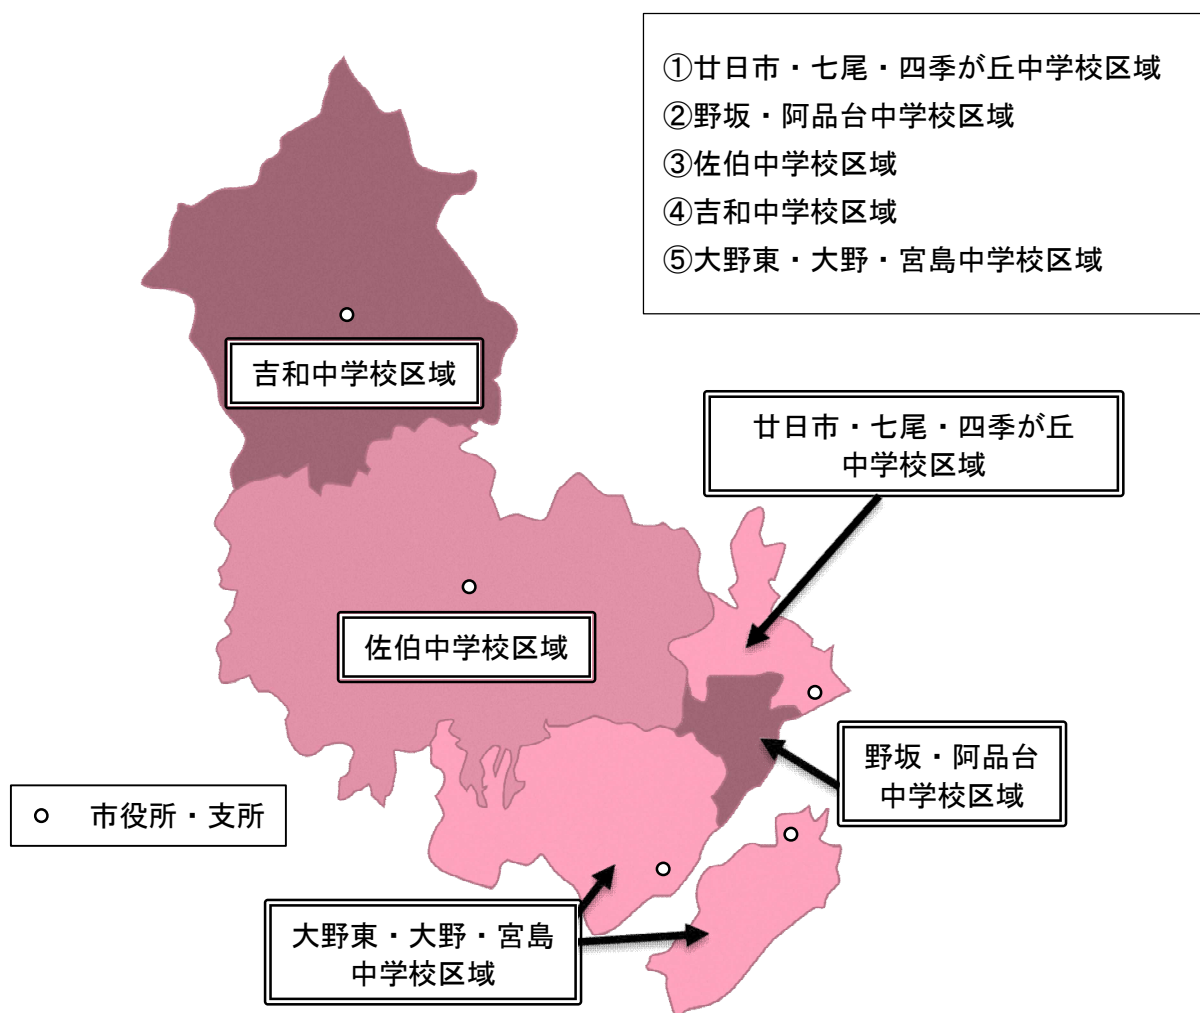 ①廿日市・七尾・四季が丘中学校区域
②野坂・阿品台中学校区域
③佐伯中学校区域
④吉和中学校区域
⑤大野東・大野・宮島中学校区域
吉和中学校区域
廿日市・七尾・四季が丘
中学校区域
佐伯中学校区域
野坂・阿品台
中学校区域
市役所・支所
大野東・大野・宮島
中学校区域